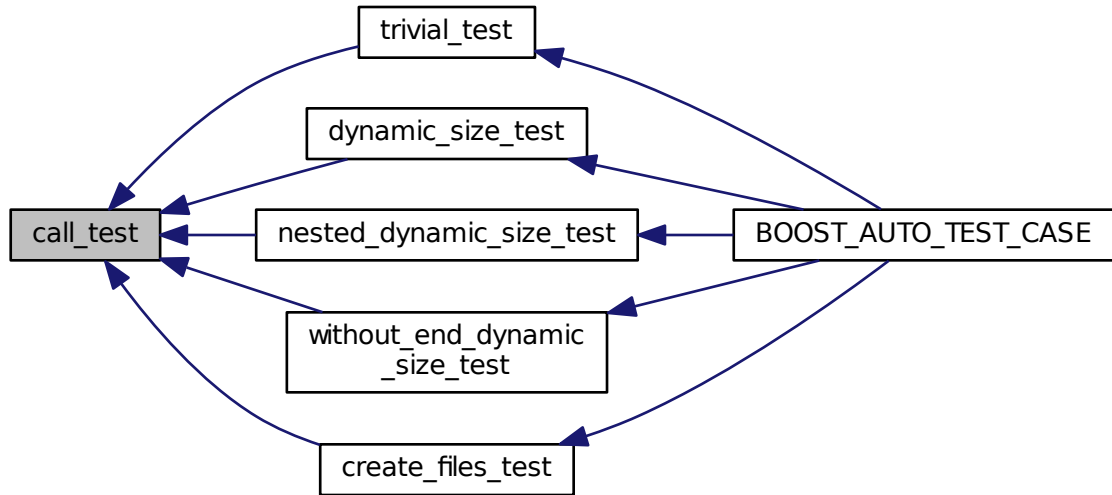 trivial_test
dynamic_size_test
call_test
nested_dynamic_size_test
BOOST_AUTO_TEST_CASE
without_end_dynamic
_size_test
create_files_test